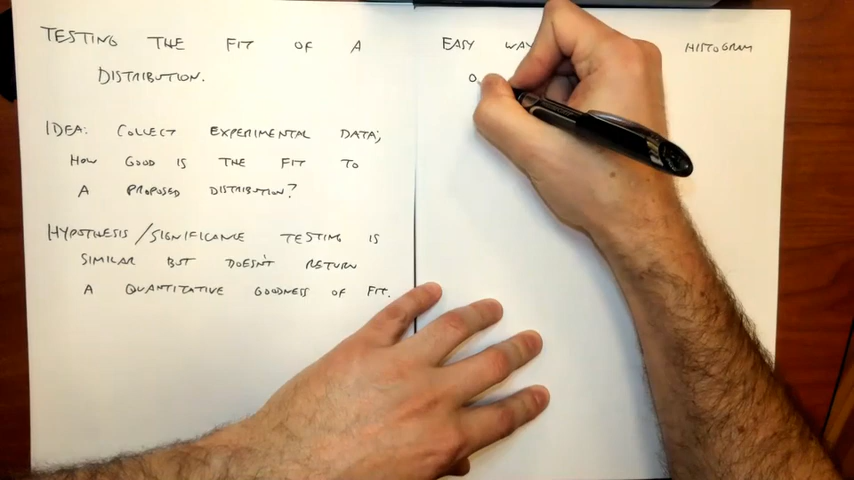 TESTING THE FIT OF A
DISTRIBUTION.
IDEA: COLLECT EXPERIMENTAL DATA;
HOW GOOD IS THE FIT TO
A PROPOSED DISTRIBUTION?
HYPOTHESIS/SIGNIFICANCE TESTING IS
SIMILAR BUT DOESN'T RETURN
A QUANTITATIVE GOODNESS OF FIT.
EASY WAY HISTOGRAM
O